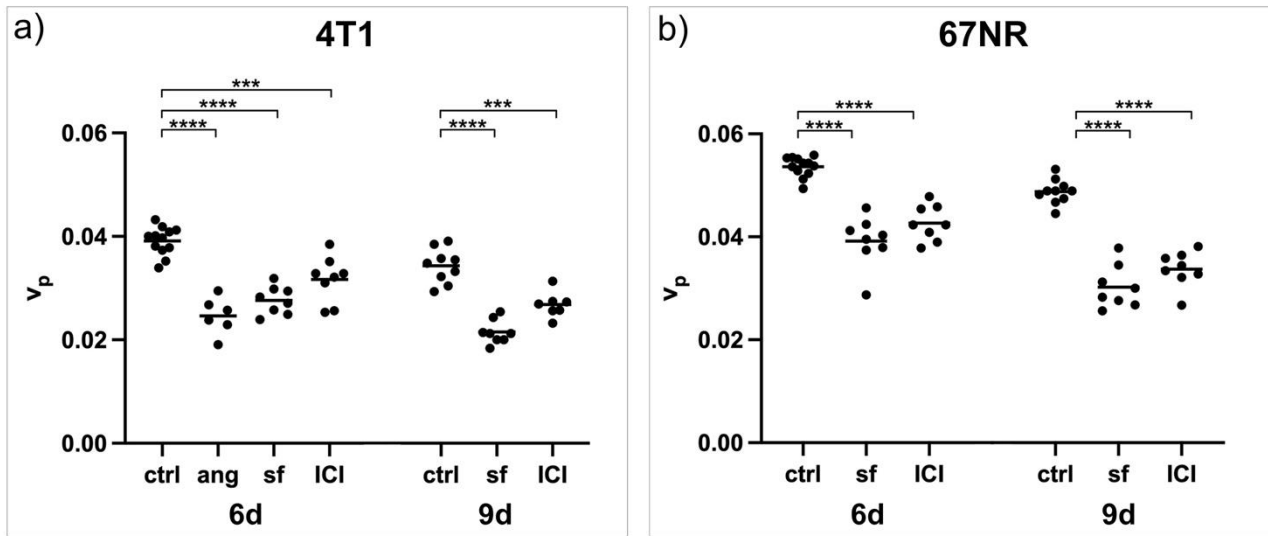 a) 4T1
***
****
****
***
****
0.06
0.04
0.02
0.00
vp
ctrl ang sf ICI ctrl sf ICI
6d 9d
b) 67NR
****
****
****
****
0.06
0.04
0.02
0.00
vp
ctrl sf ICI ctrl sf ICI
6d 9d